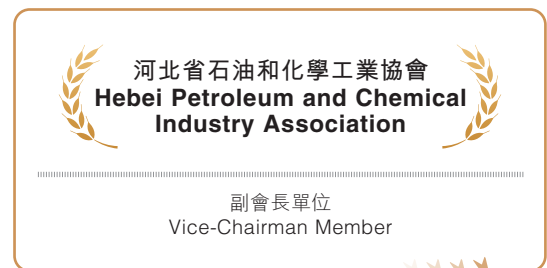 河北省石油和化學工業協會
Hebei Petroleum and Chemical
Industry Association
副會長單位
Vice-Chairman Member